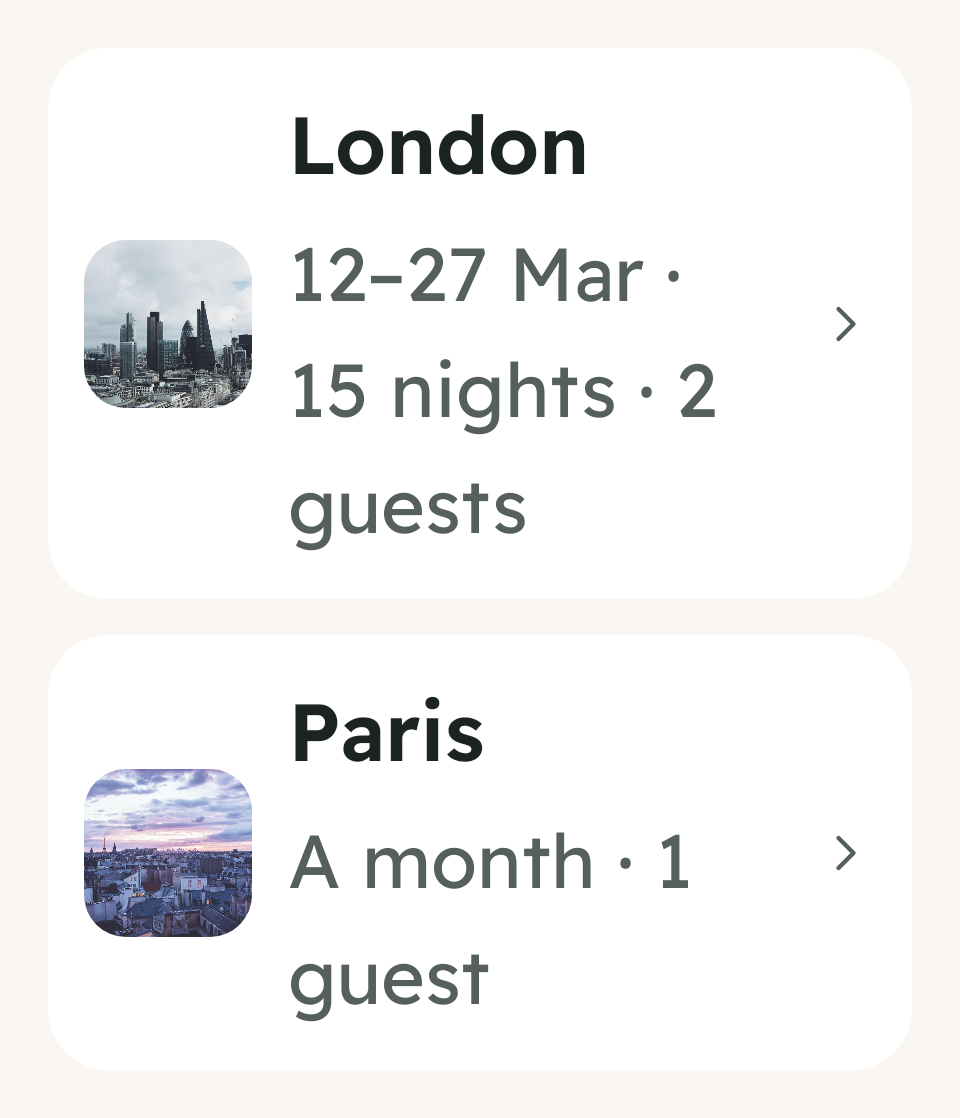 London
12–27 Mar ·
15 nights · 2
guests
Paris
A month · 1
guest